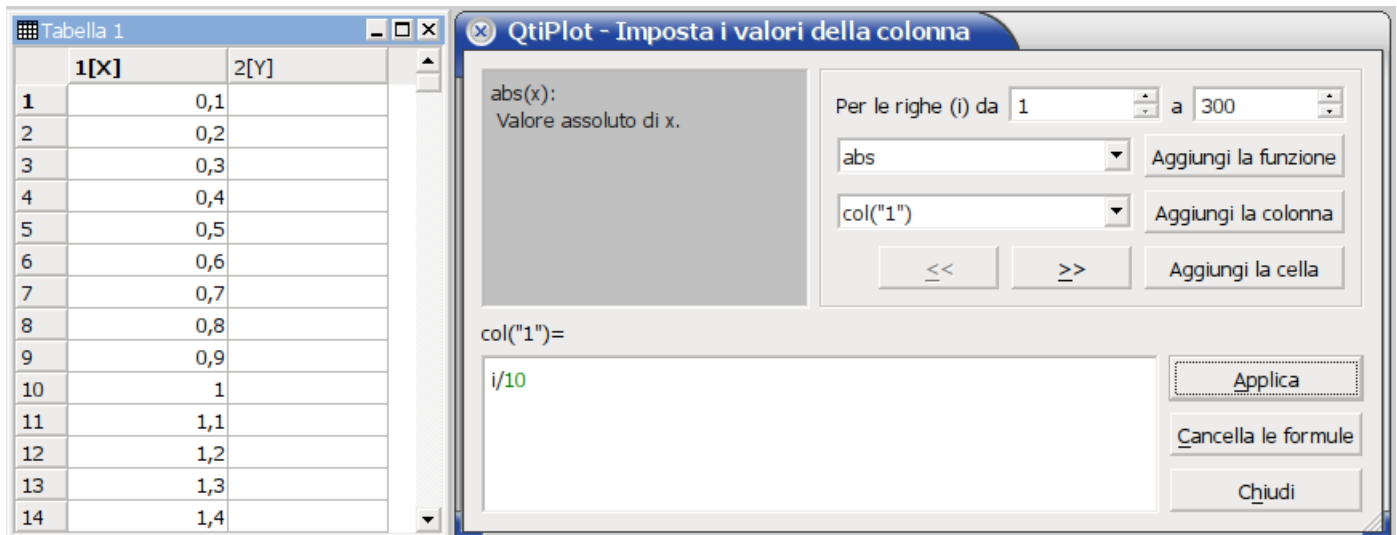 Tabella 1
1[X] 2[Y]
1 0,1
2 0,2
3 0,3
4 0,4
5 0,5
6 0,6
7 0,7
8 0,8
9 0,9
10 1
11 1,1
12 1,2
13 1,3
14 1,4
QtiPlot - Imposta i valori della colonna
abs(x):
Valore assoluto di x.
Per le righe (i) da 1 a 300
abs Aggiungi la funzione
col("1") Aggiungi la colonna
<< >> Aggiungi la cella
col("1")=
i/10
Applica
Cancella le formule
Chiudi